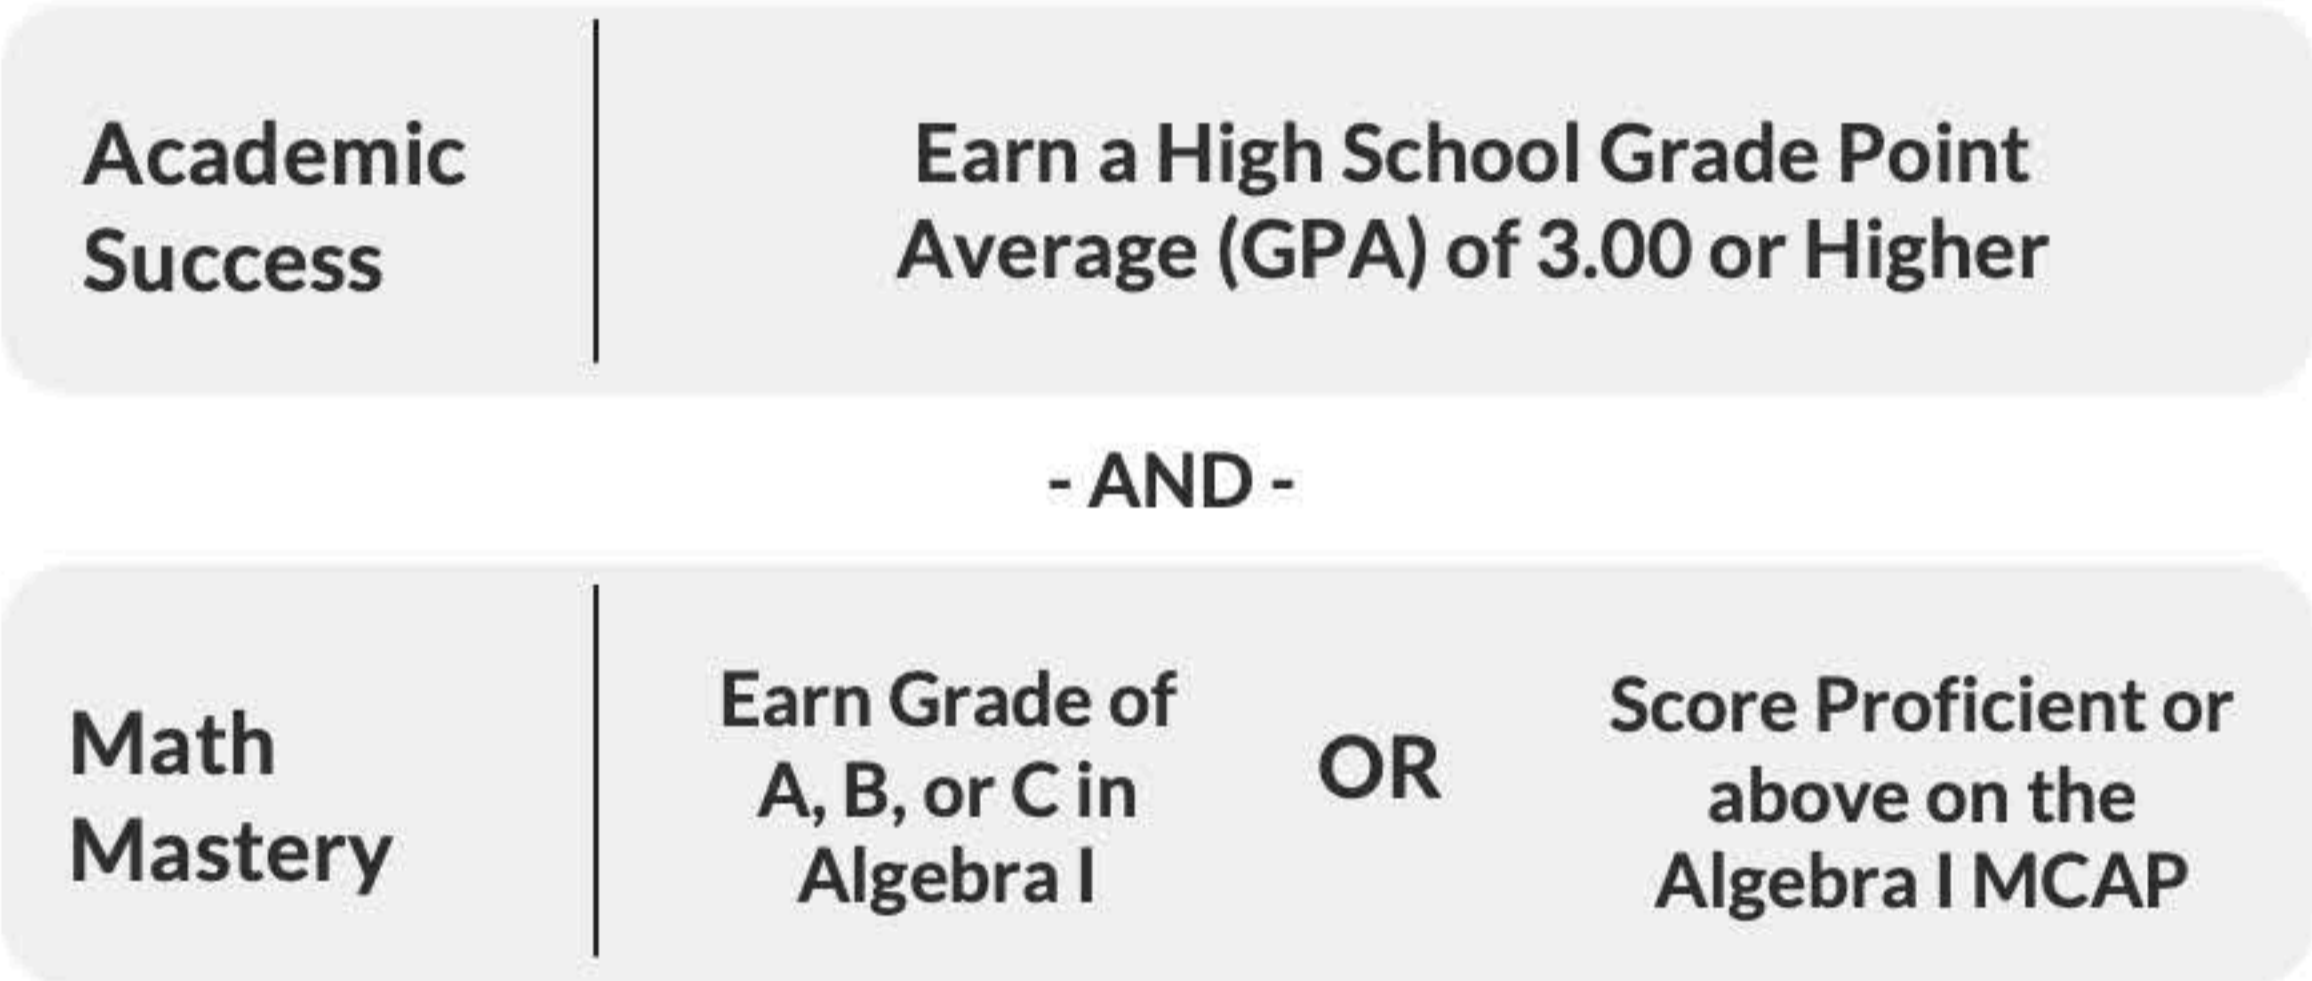 Academic
Success
Earn a High School Grade Point
Average (GPA) of 3.00 or Higher
- AND -
Math
Mastery
Earn Grade of
A, B, or C in
Algebra I
OR
Score Proficient or
above on the
Algebra I MCAP